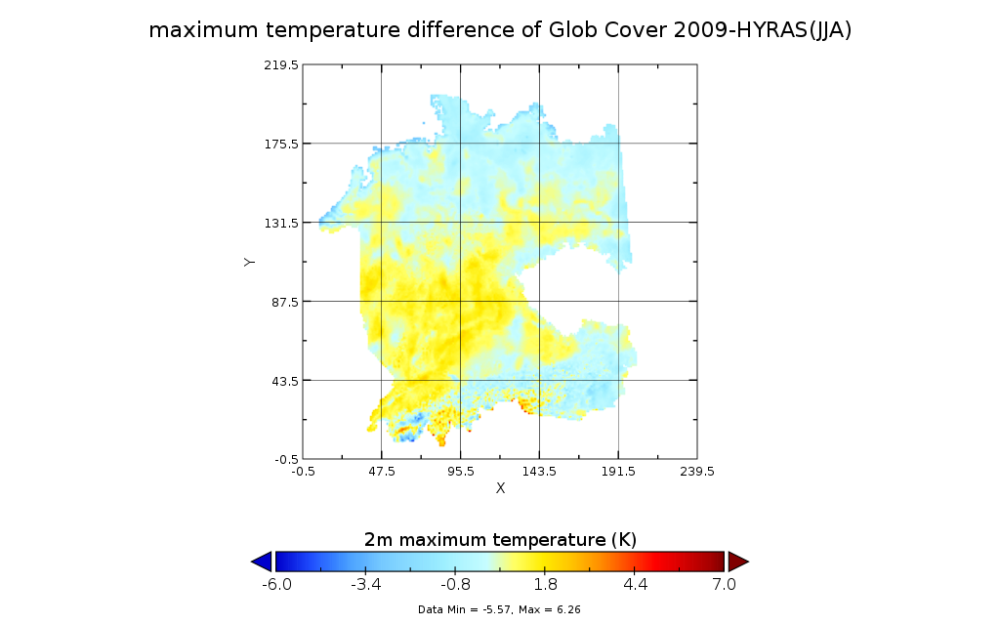 maximum temperature difference of Glob Cover 2009-HYRAS(JJA)
219.5
175.5
131.5
Y
87.5
43.5
-0.5
-0.5 47.5 95.5 143.5 191.5 239.5
X
2m maximum temperature (K)
-6.0 -3.4 -0.8 1.8 4.4 7.0
Data Min = -5.57, Max = 6.26